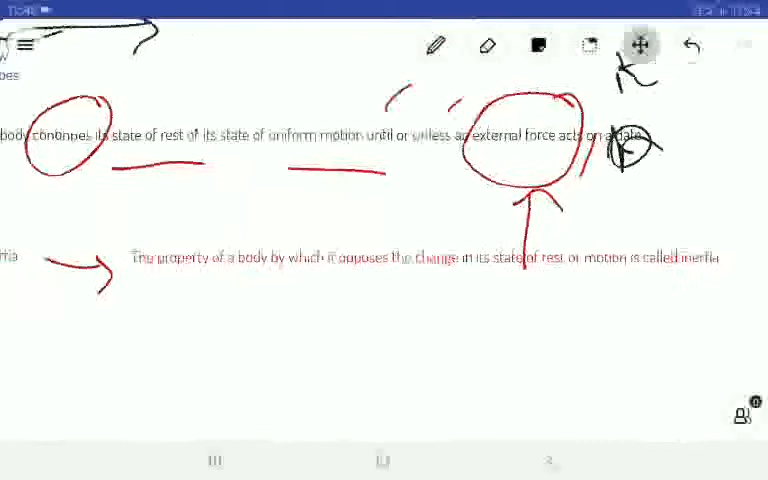 bes
body continues its state of rest of its state of uniform motion until or unless an external force acts on a
The property of a body by which it opposes the change in its state of rest or motion is called inertia